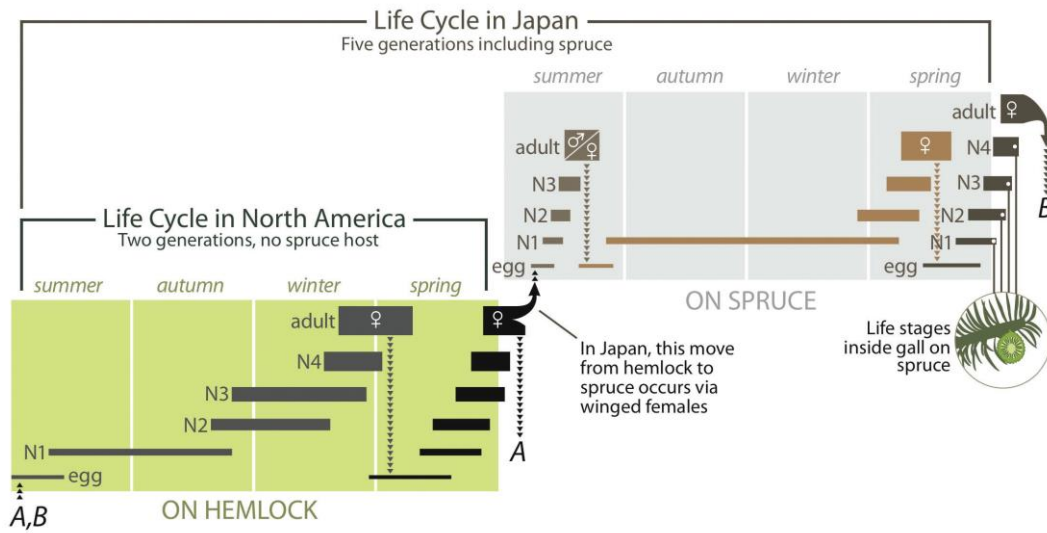 Life Cycle in Japan
Five generations including spruce
summer autumn winter spring
adult ♂ ♀ ♀ adult ♀
N4
N3 N3
N2 N2
N1 N1
egg egg
B
ON SPRUCE
Life Cycle in North America
Two generations, no spruce host
summer autumn winter spring
adult ♀ ♀
N4
N3
N2
N1
egg
A
A,B
ON HEMLOCK
In Japan, this move
from hemlock to
spruce occurs via
winged females
Life stages
inside gall on
spruce